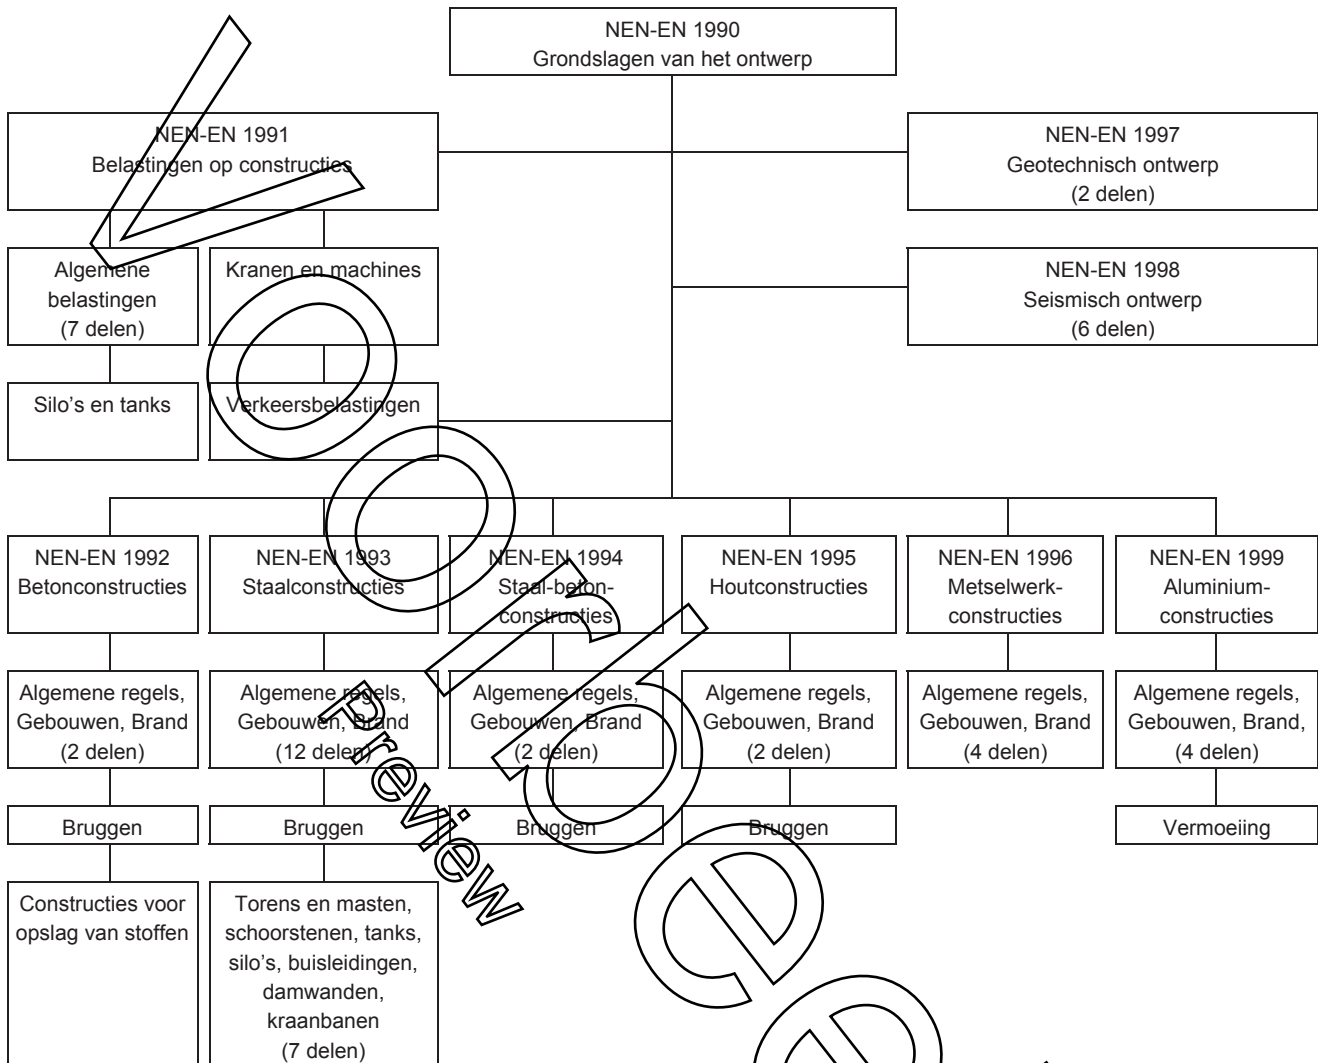 NEN-EN 1990
Grondslagen van het ontwerp
NEN-EN 1991
Belastingen op constructies
NEN-EN 1997
Geotechnisch ontwerp
(2 delen)
Algemene
belastingen
(7 delen)
Kranen en machines
NEN-EN 1998
Seismisch ontwerp
(6 delen)
Silo's en tanks
Verkeersbelastingen
NEN-EN 1992
Betonconstructies
NEN-EN 1993
Staalconstructies
NEN-EN 1994
Staal-beton-
constructies
NEN-EN 1995
Houtconstructies
NEN-EN 1996
Metselwerk-
constructies
NEN-EN 1999
Aluminium-
constructies
Algemene regels,
Gebouwen, Brand
(2 delen)
Algemene regels,
Gebouwen, Brand
(12 delen)
Algemene regels,
Gebouwen, Brand
(2 delen)
Algemene regels,
Gebouwen, Brand
(2 delen)
Algemene regels,
Gebouwen, Brand
(4 delen)
Algemene regels,
Gebouwen, Brand,
(4 delen)
Bruggen
Bruggen
Bruggen
Bruggen
Vermoeiing
Constructies voor
opslag van stoffen
Torens en masten,
schoorstenen, tanks,
silo's, buisleidingen,
damwanden,
kraanbanen
(7 delen)
Voorbee
Preview